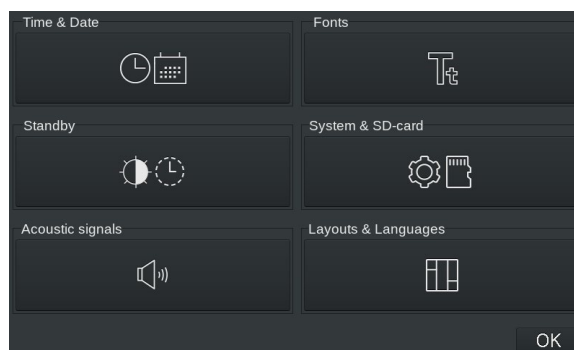 Time & Date
Fonts
Standby
System & SD-card
Acoustic signals
Layouts & Languages
OK